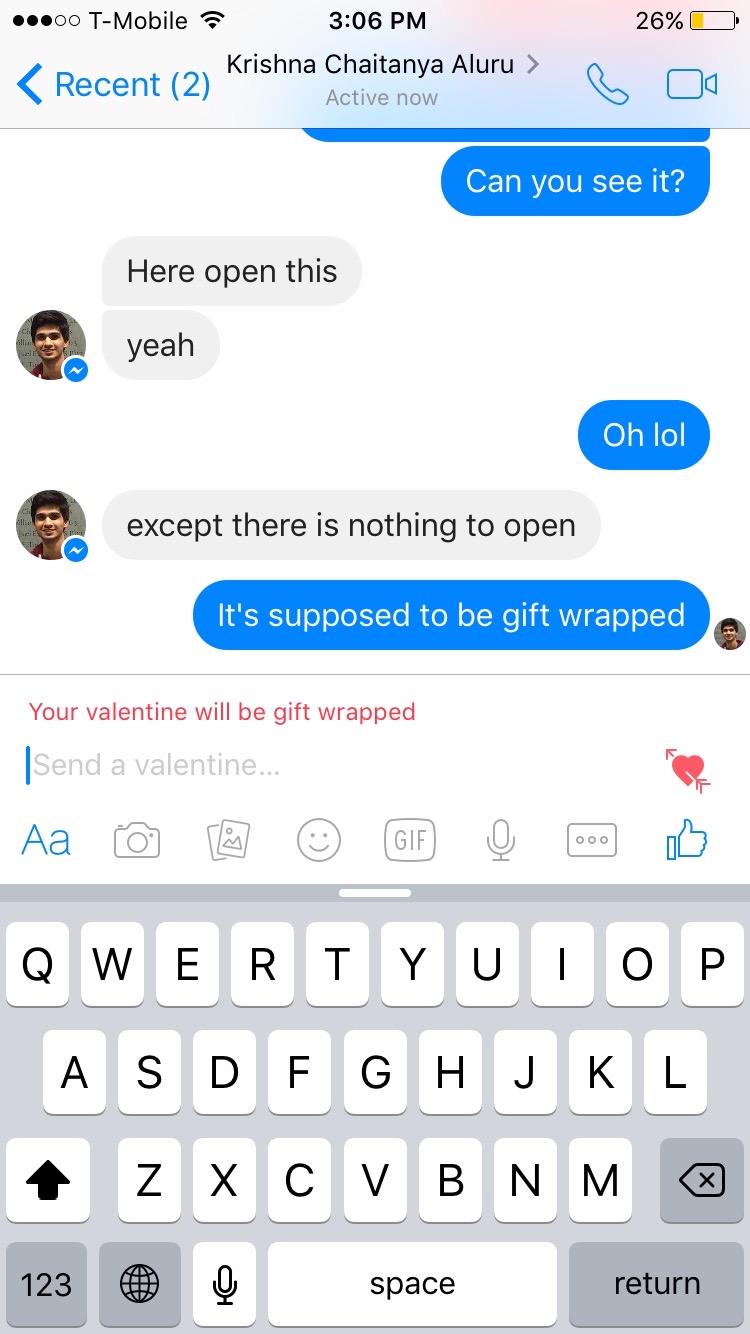 T-Mobile 3:06 PM 26%
Recent (2) Krishna Chaitanya Aluru
Active now
Can you see it?
Here open this
yeah
Oh lol
except there is nothing to open
It's supposed to be gift wrapped
Your valentine will be gift wrapped
Send a valentine...
Aa GIF
Q W E R T Y U I O P
A S D F G H J K L
Z X C V B N M
123 space return